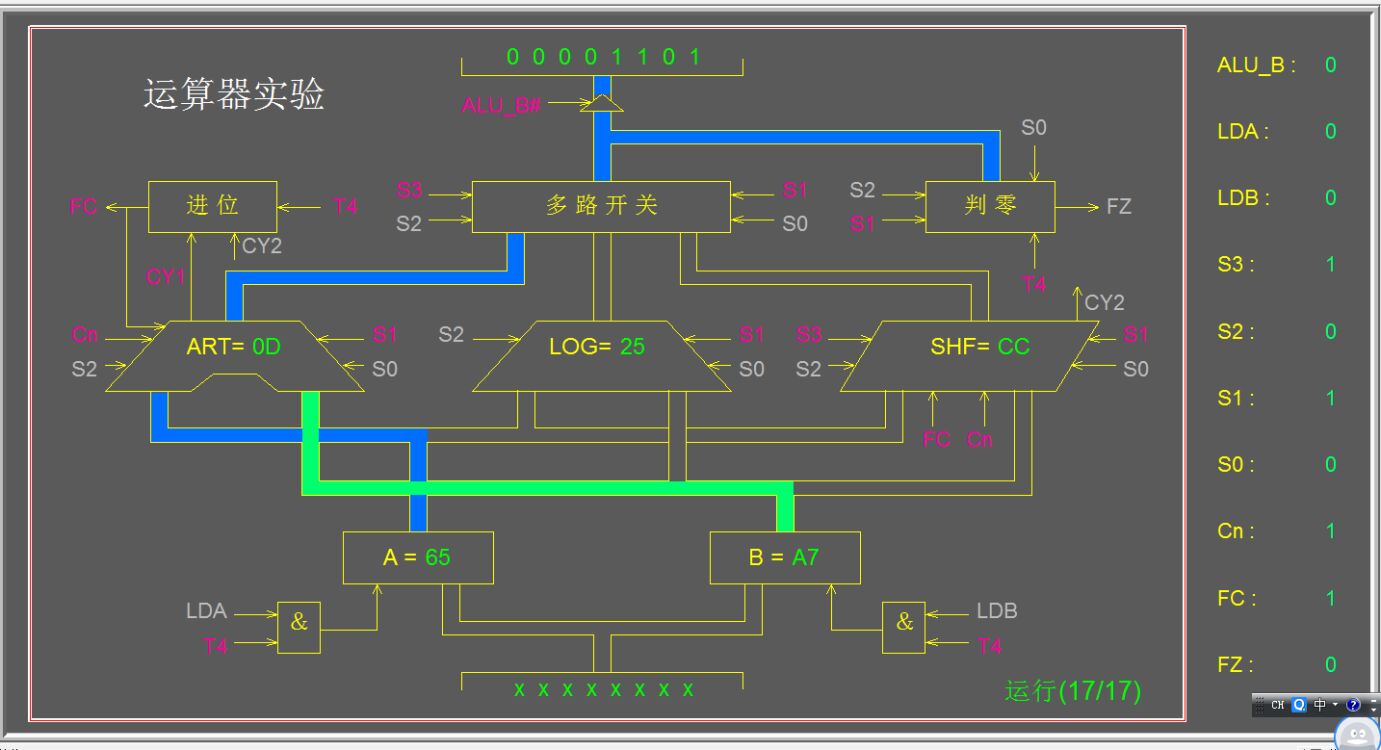 0 0 0 0 1 1 0 1
ALU_B : 0
运算器实验
ALU_B#
S0
LDA : 0
S3
S1
S2
LDB : 0
FC
进 位
T4
多 路 开 关
判 零
FZ
S2
S0
S1
CY2
CY1
T4
S3 : 1
CY2
Cn
ART= 0D
S1
S2
LOG= 25
S1
S3
SHF= CC
S1
S2 : 0
S2
S0
S0
S2
S0
S1 : 1
FC
Cn
S0 : 0
A = 65
B = A7
Cn : 1
LDA
&
T4
&
LDB
T4
FC : 1
x x x x x x x x
运行(17/17)
FZ : 0
CH
中
?